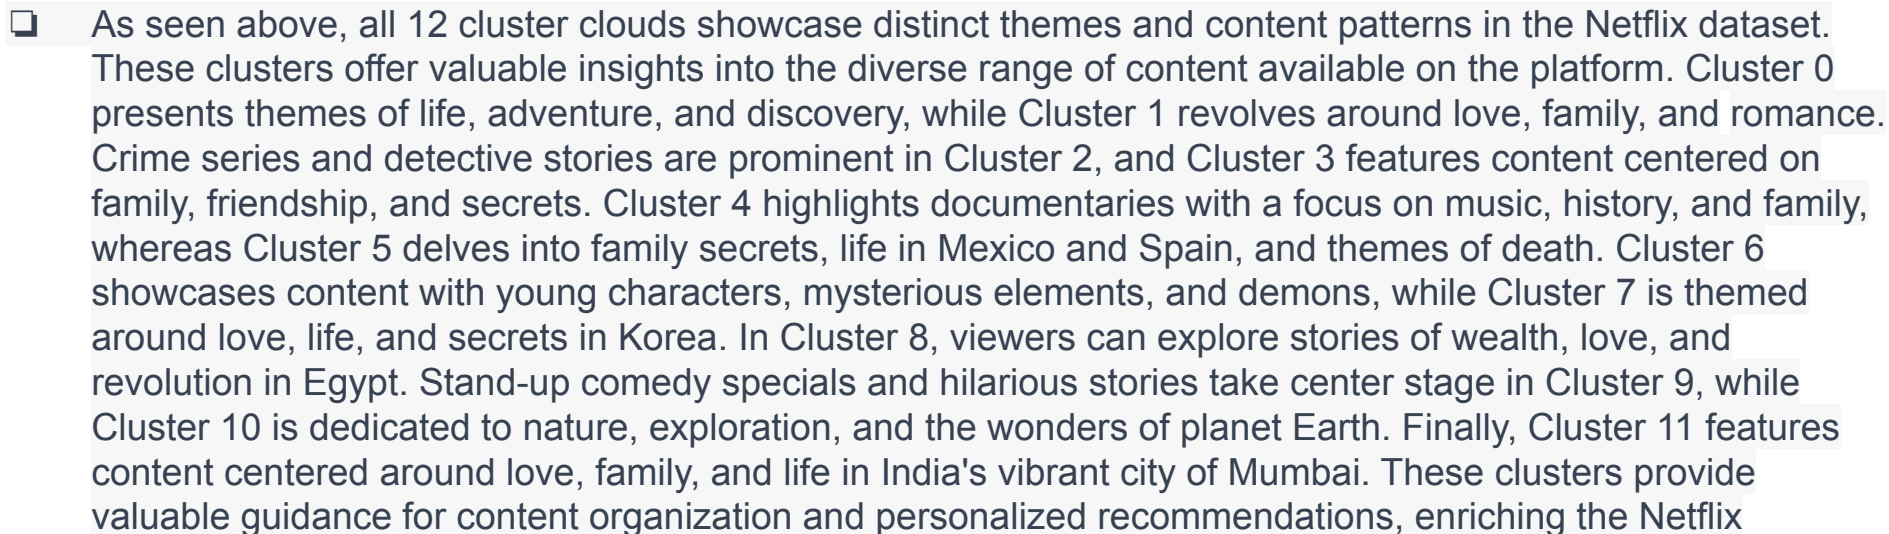 ❏ As seen above, all 12 cluster clouds showcase distinct themes and content patterns in the Netflix dataset.
These clusters offer valuable insights into the diverse range of content available on the platform. Cluster 0
presents themes of life, adventure, and discovery, while Cluster 1 revolves around love, family, and romance.
Crime series and detective stories are prominent in Cluster 2, and Cluster 3 features content centered on
family, friendship, and secrets. Cluster 4 highlights documentaries with a focus on music, history, and family,
whereas Cluster 5 delves into family secrets, life in Mexico and Spain, and themes of death. Cluster 6
showcases content with young characters, mysterious elements, and demons, while Cluster 7 is themed
around love, life, and secrets in Korea. In Cluster 8, viewers can explore stories of wealth, love, and
revolution in Egypt. Stand-up comedy specials and hilarious stories take center stage in Cluster 9, while
Cluster 10 is dedicated to nature, exploration, and the wonders of planet Earth. Finally, Cluster 11 features
content centered around love, family, and life in India's vibrant city of Mumbai. These clusters provide
valuable guidance for content organization and personalized recommendations, enriching the Netflix